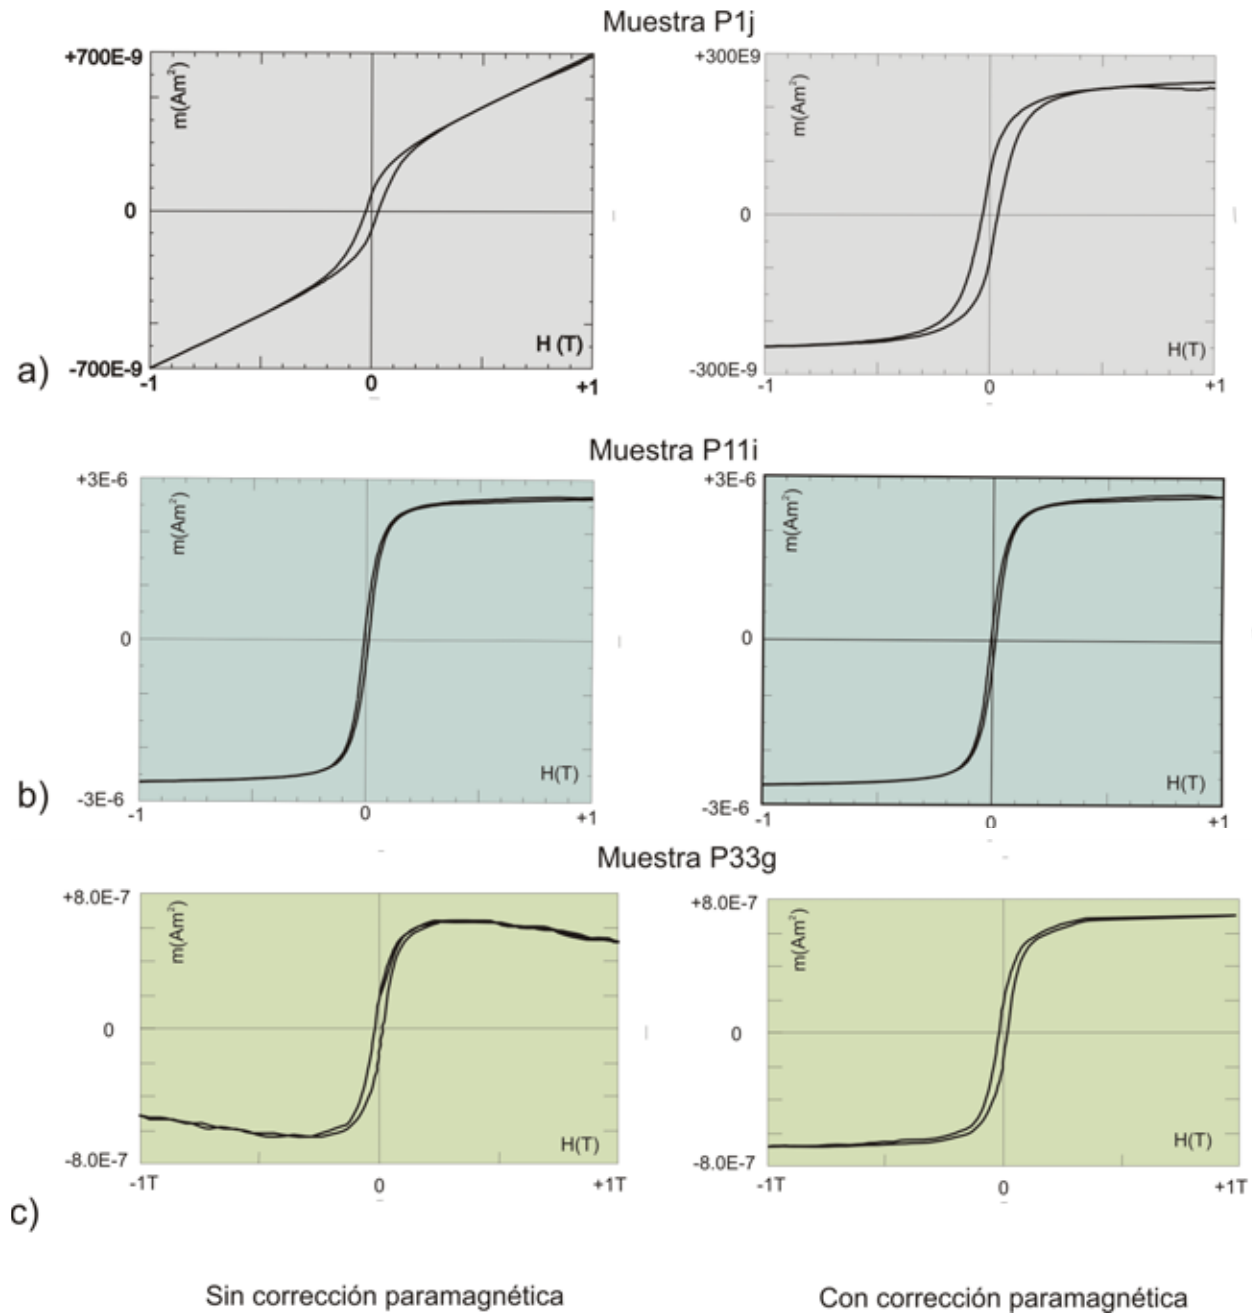 Muestra P1j
+700E-9
+300E9
m(Am²)
m(Am²)
0
0
H (T)
H(T)
a)
-700E-9
-300E-9
-1
0
+1
-1
0
+1
Muestra P11i
+3E-6
+3E-6
m(Am²)
m(Am²)
0
0
H(T)
H(T)
b)
-3E-6
-3E-6
-1
0
+1
-1
0
+1
Muestra P33g
+8.0E-7
+8.0E-7
m(Am²)
m(Am²)
0
0
H(T)
H(T)
-8.0E-7
-8.0E-7
-1T
0
+1T
-1T
0
+1T
c)
Sin corrección paramagnética
Con corrección paramagnética